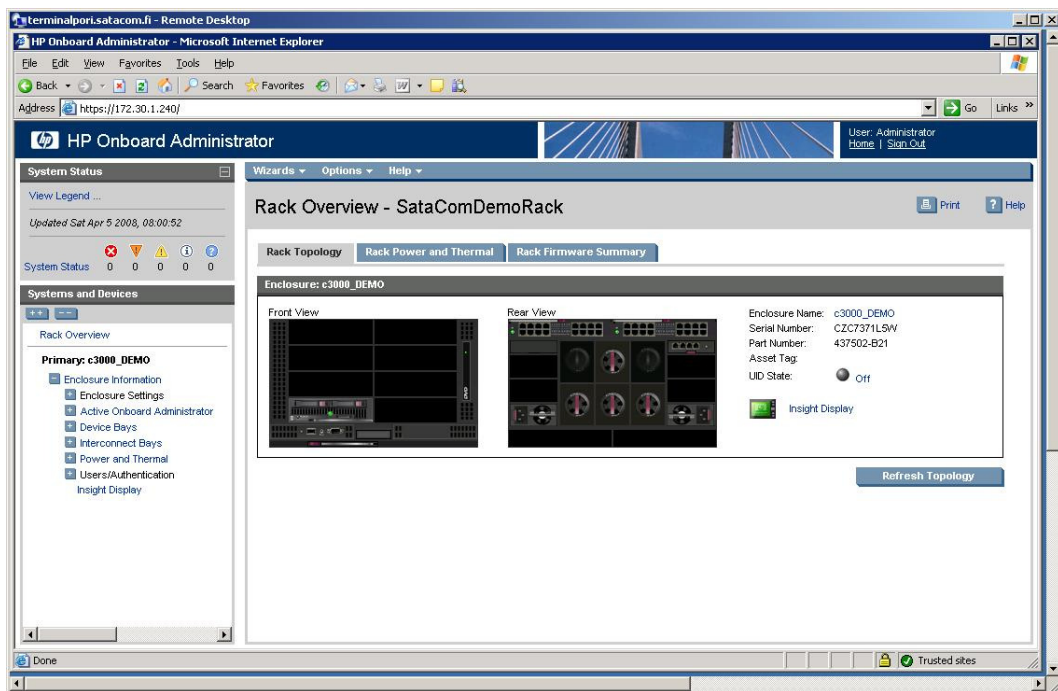 terminalpori.satacom.fi - Remote Desktop
HP Onboard Administrator - Microsoft Internet Explorer
File Edit View Favorites Tools Help
Back Search Favorites
Address https://172.30.1.240/ Go Links »
HP Onboard Administrator
User: Administrator
Home | Sign Out
System Status
View Legend ...
Updated Sat Apr 5 2008, 08:00:52
System Status 0 0 0 0 0
Systems and Devices
Rack Overview
Primary: c3000_DEMO
Enclosure Information
Enclosure Settings
Active Onboard Administrator
Device Bays
Interconnect Bays
Power and Thermal
Users/Authentication
Insight Display
Wizards Options Help
Rack Overview - SataComDemoRack
Print Help
Rack Topology Rack Power and Thermal Rack Firmware Summary
Enclosure: c3000_DEMO
Front View
Rear View
Enclosure Name: c3000_DEMO
Serial Number: CZC7371L5W
Part Number: 437502-B21
Asset Tag:
UID State: Off
Insight Display
Refresh Topology
Done
Trusted sites